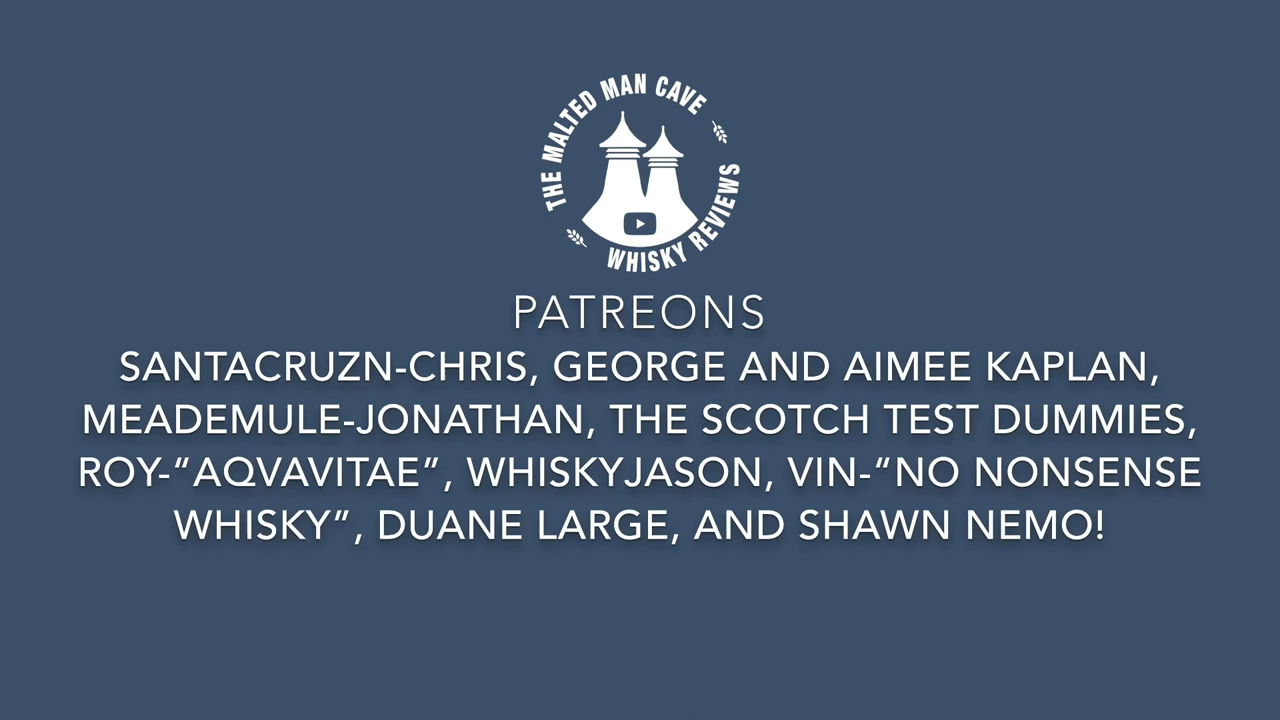 THE MALTED MAN CAVE
WHISKY REVIEWS
PATREONS
SANTACRUZN-CHRIS, GEORGE AND AIMEE KAPLAN,
MEADEMULE-JONATHAN, THE SCOTCH TEST DUMMIES,
ROY-“AQVAVITAE”, WHISKYJASON, VIN-“NO NONSENSE
WHISKY”, DUANE LARGE, AND SHAWN NEMO!